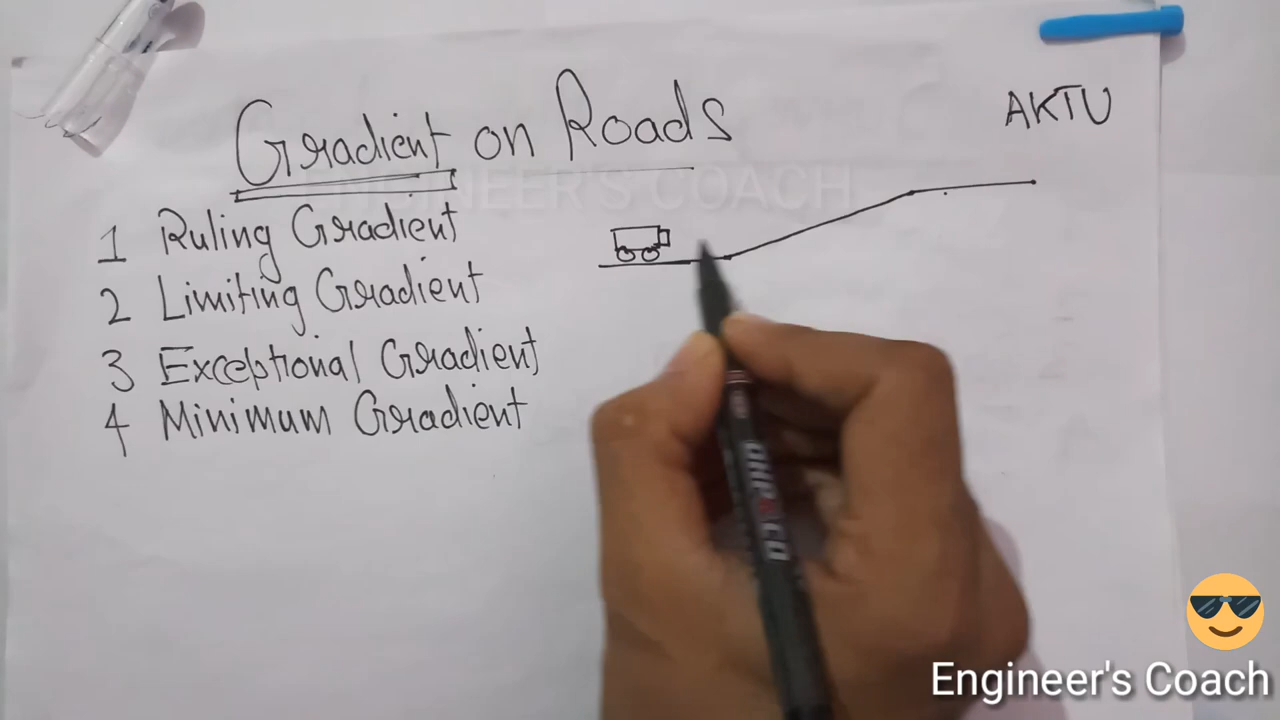 Gradient on Roads
AKTU
ENGINEER'S COACH
1 Ruling Gradient
2 Limiting Gradient
3 Exceptional Gradient
4 Minimum Gradient
Engineer's Coach